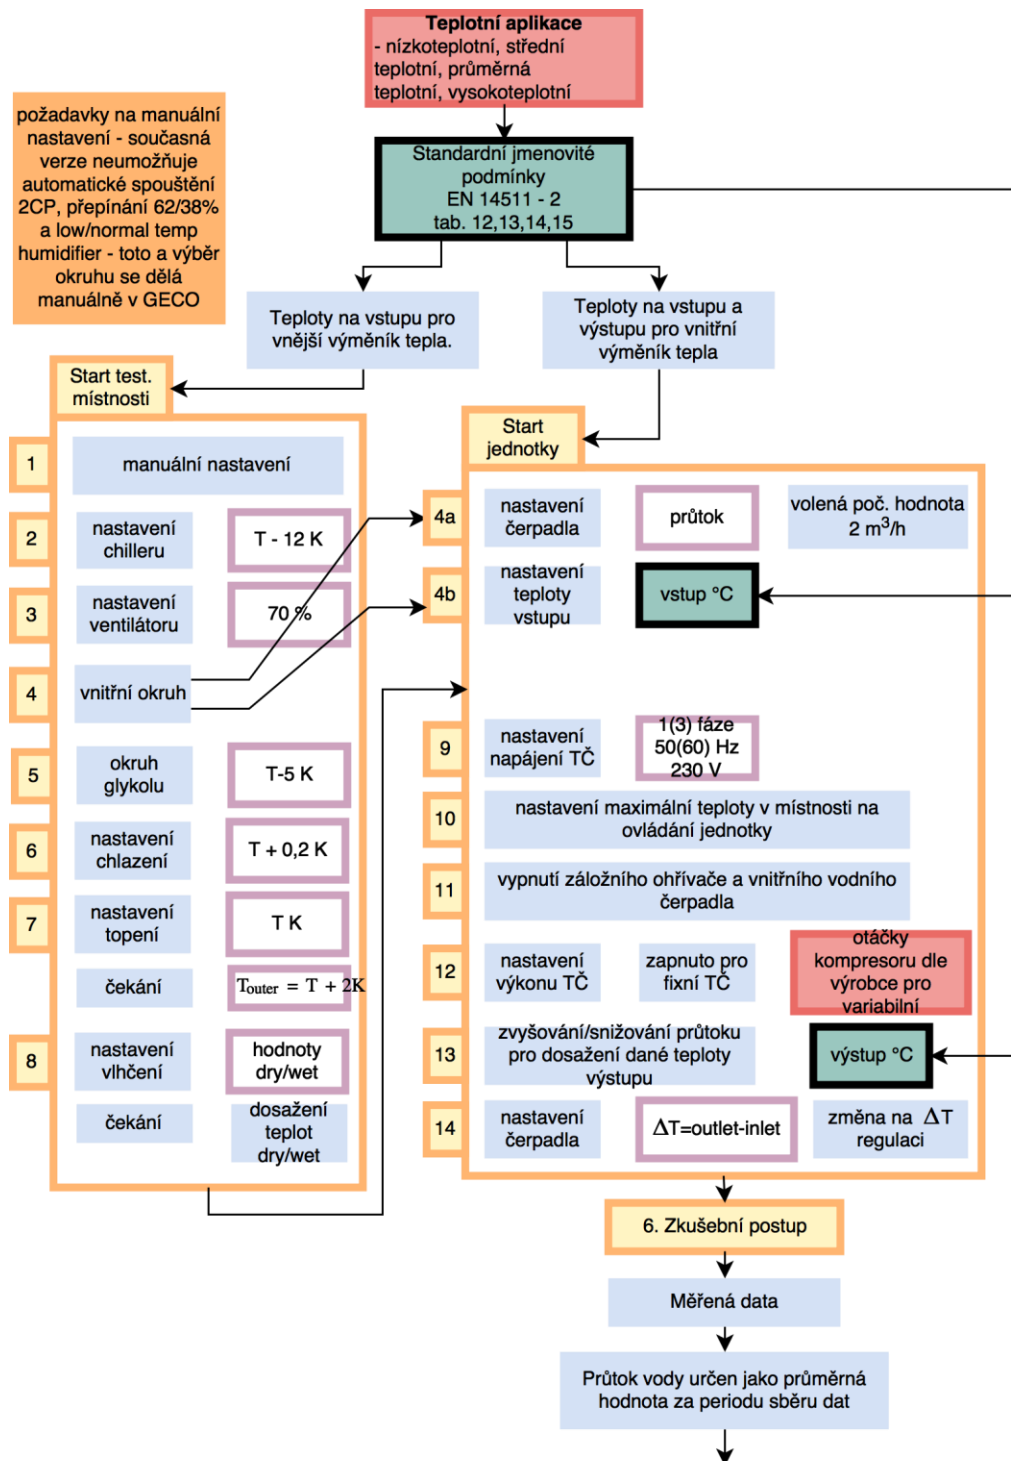 Teplotní aplikace
- nízkoteplotní, střední
teplotní, průměrná
teplotní, vysokoteplotní
požadavky na manuální
nastavení - současná
verze neumožňuje
automatické spouštění
2CP, přepínání 62/38%
a low/normal temp
humidifier - toto a výběr
okruhu se dělá
manuálně v GECO
Standardní jmenovité
podmínky
EN 14511 - 2
tab. 12,13,14,15
Teploty na vstupu pro
vnější výměník tepla.
Teploty na vstupu a
výstupu pro vnitřní
výměník tepla
Start test.
místnosti
1
manuální nastavení
2
nastavení
chilleru
T - 12 K
3
nastavení
ventilátoru
70 %
4
vnitřní okruh
5
okruh
glykolu
T-5 K
6
nastavení
chlazení
T + 0,2 K
7
nastavení
topení
T K
čekání
Touter = T + 2K
8
nastavení
vlhčení
hodnoty
dry/wet
čekání
dosažení
teplot
dry/wet
Start
jednotky
4a
nastavení
čerpadla
průtok
volená poč. hodnota
2 m³/h
4b
nastavení
teploty
vstupu
vstup °C
9
nastavení
napájení TČ
1(3) fáze
50(60) Hz
230 V
10
nastavení maximální teploty v místnosti na
ovládání jednotky
11
vypnutí záložního ohřívače a vnitřního vodního
čerpadla
12
nastavení
výkonu TČ
zapnuto pro
fixní TČ
otáčky
kompresoru dle
výrobce pro
variabilní
13
zvyšování/snižování průtoku
pro dosažení dané teploty
výstupu
výstup °C
14
nastavení
čerpadla
ΔT=outlet-inlet
změna na ΔT
regulaci
6. Zkušební postup
Měřená data
Průtok vody určen jako průměrná
hodnota za periodu sběru dat